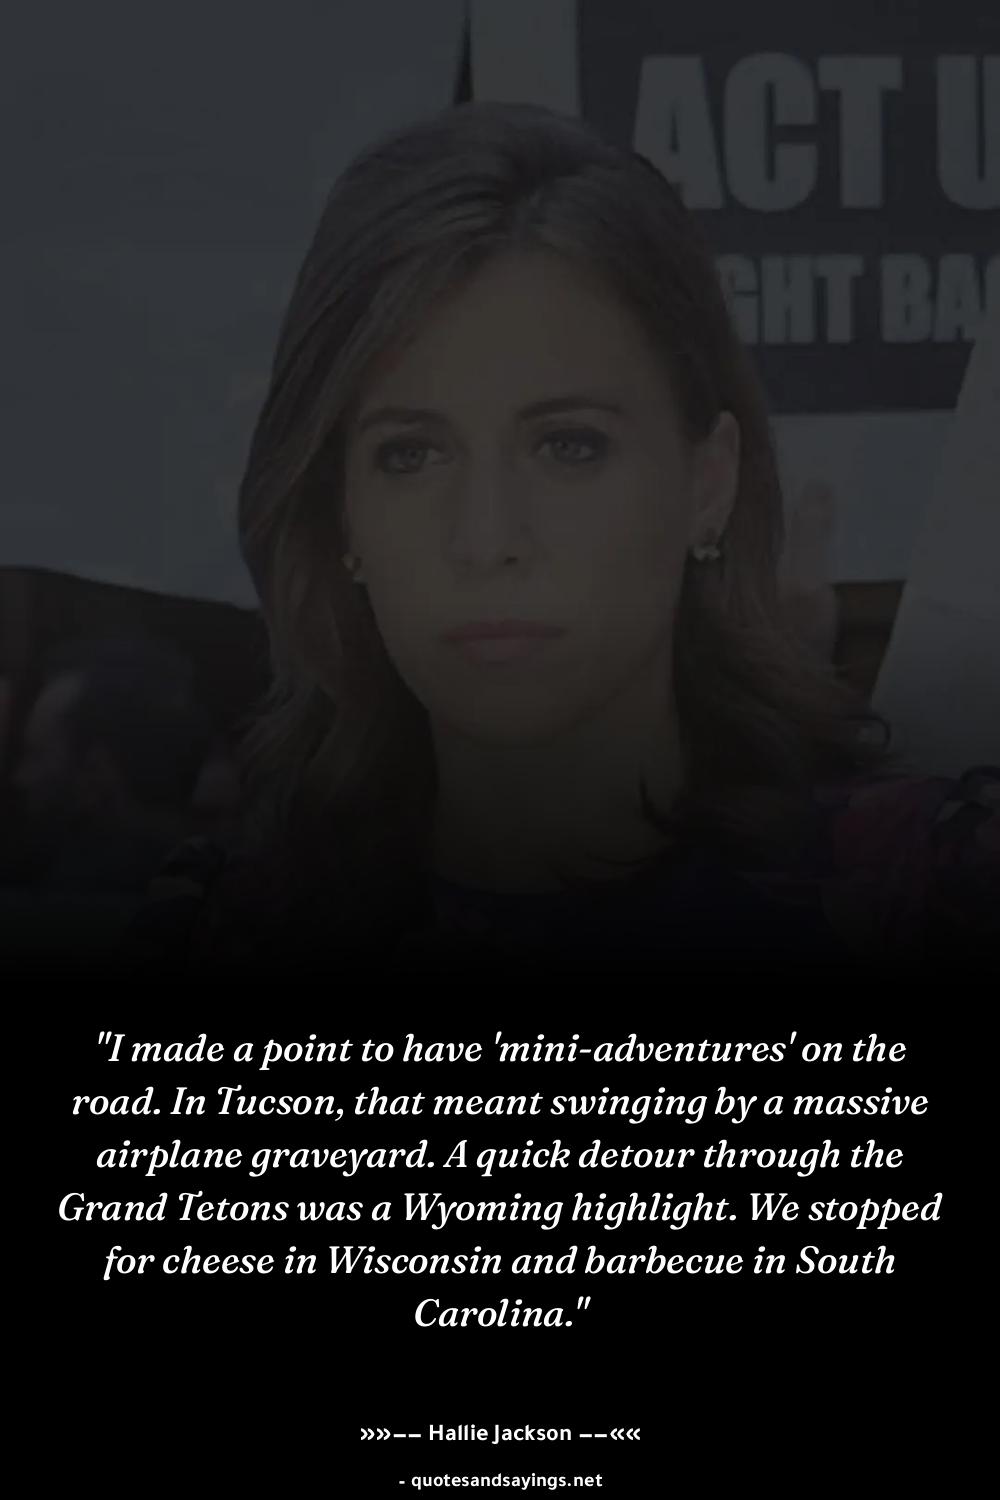 ACT U
GHT BAC
"I made a point to have 'mini-adventures' on the
road. In Tucson, that meant swinging by a massive
airplane graveyard. A quick detour through the
Grand Tetons was a Wyoming highlight. We stopped
for cheese in Wisconsin and barbecue in South
Carolina."
»»−− Hallie Jackson −−««
- quotesandsayings.net